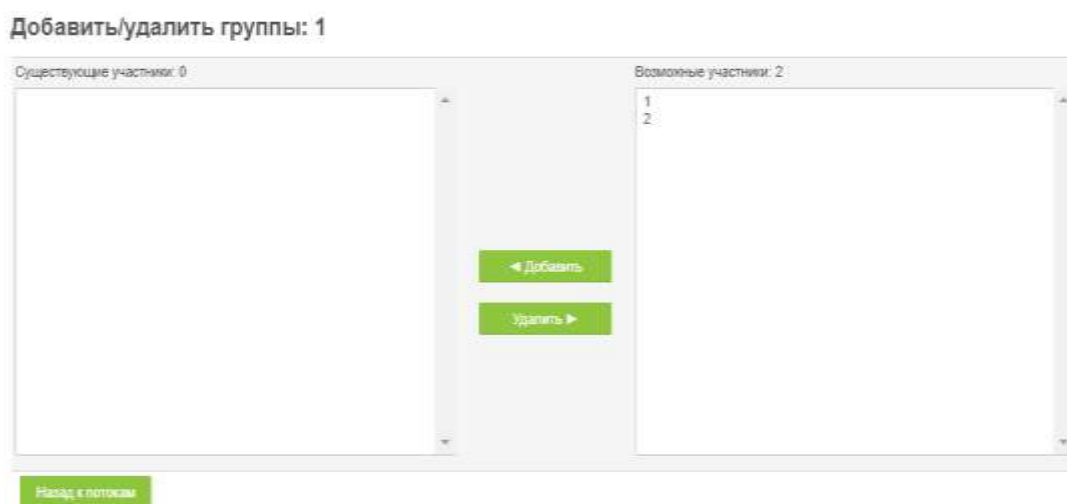 Добавить/удалить группы: 1
Существующие участники: 0
Возможные участники: 2
1
2
◄ Добавить
Удалить ►
Назад к потокам